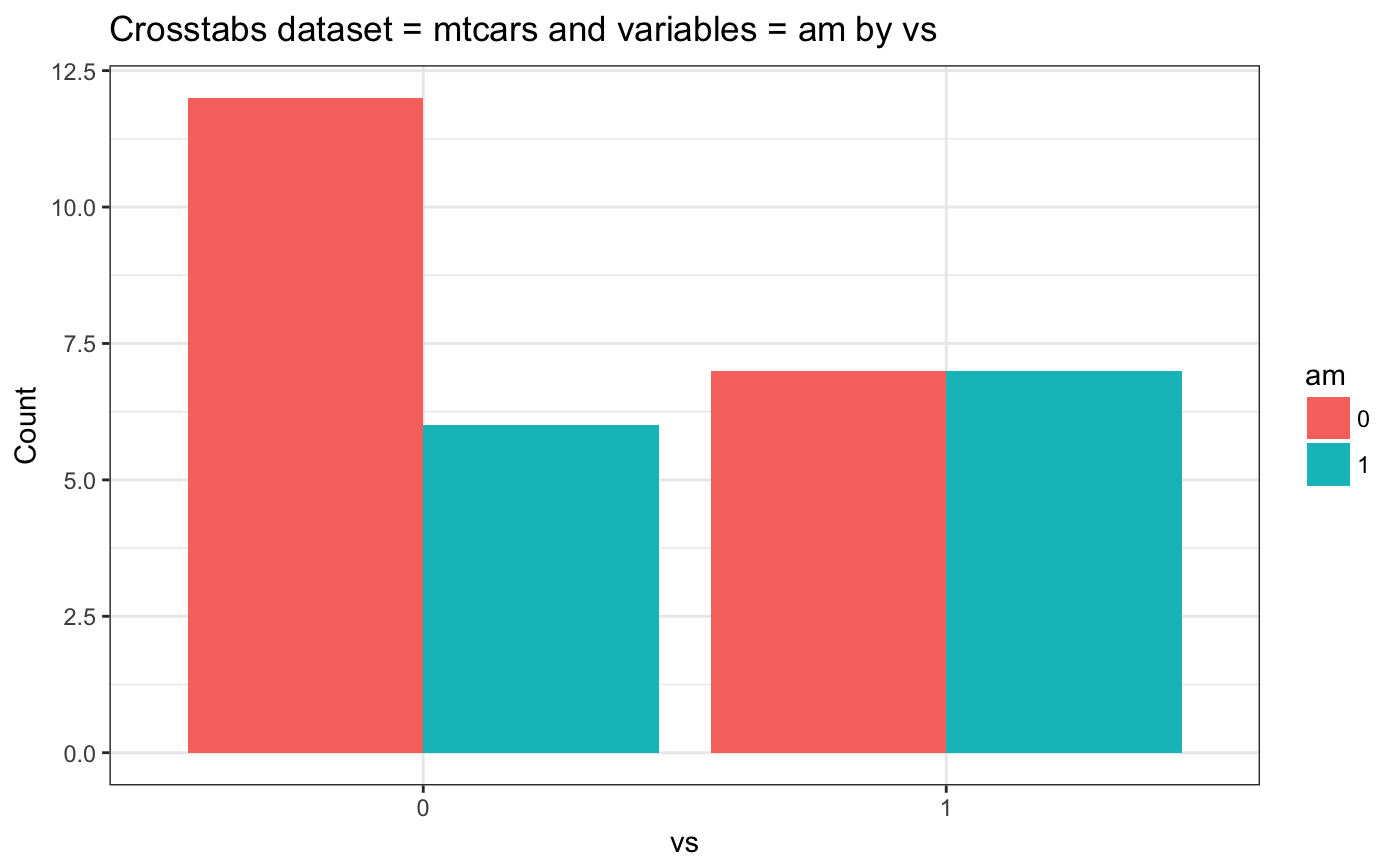 Crosstabs dataset = mtcars and variables = am by vs
12.5
10.0
7.5
5.0
2.5
0.0
Count
0
1
vs
am
0
1